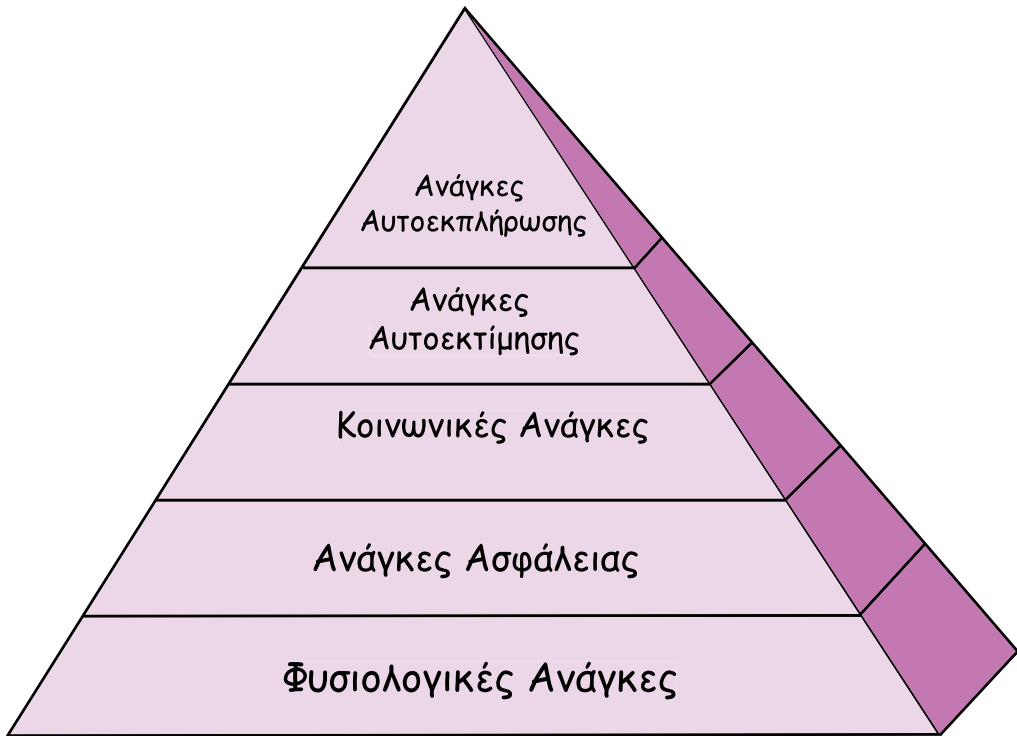 Ανάγκες
Αυτοεκπλήρωσης
Ανάγκες
Αυτοεκτίμησης
Κοινωνικές Ανάγκες
Ανάγκες Ασφάλειας
Φυσιολογικές Ανάγκες